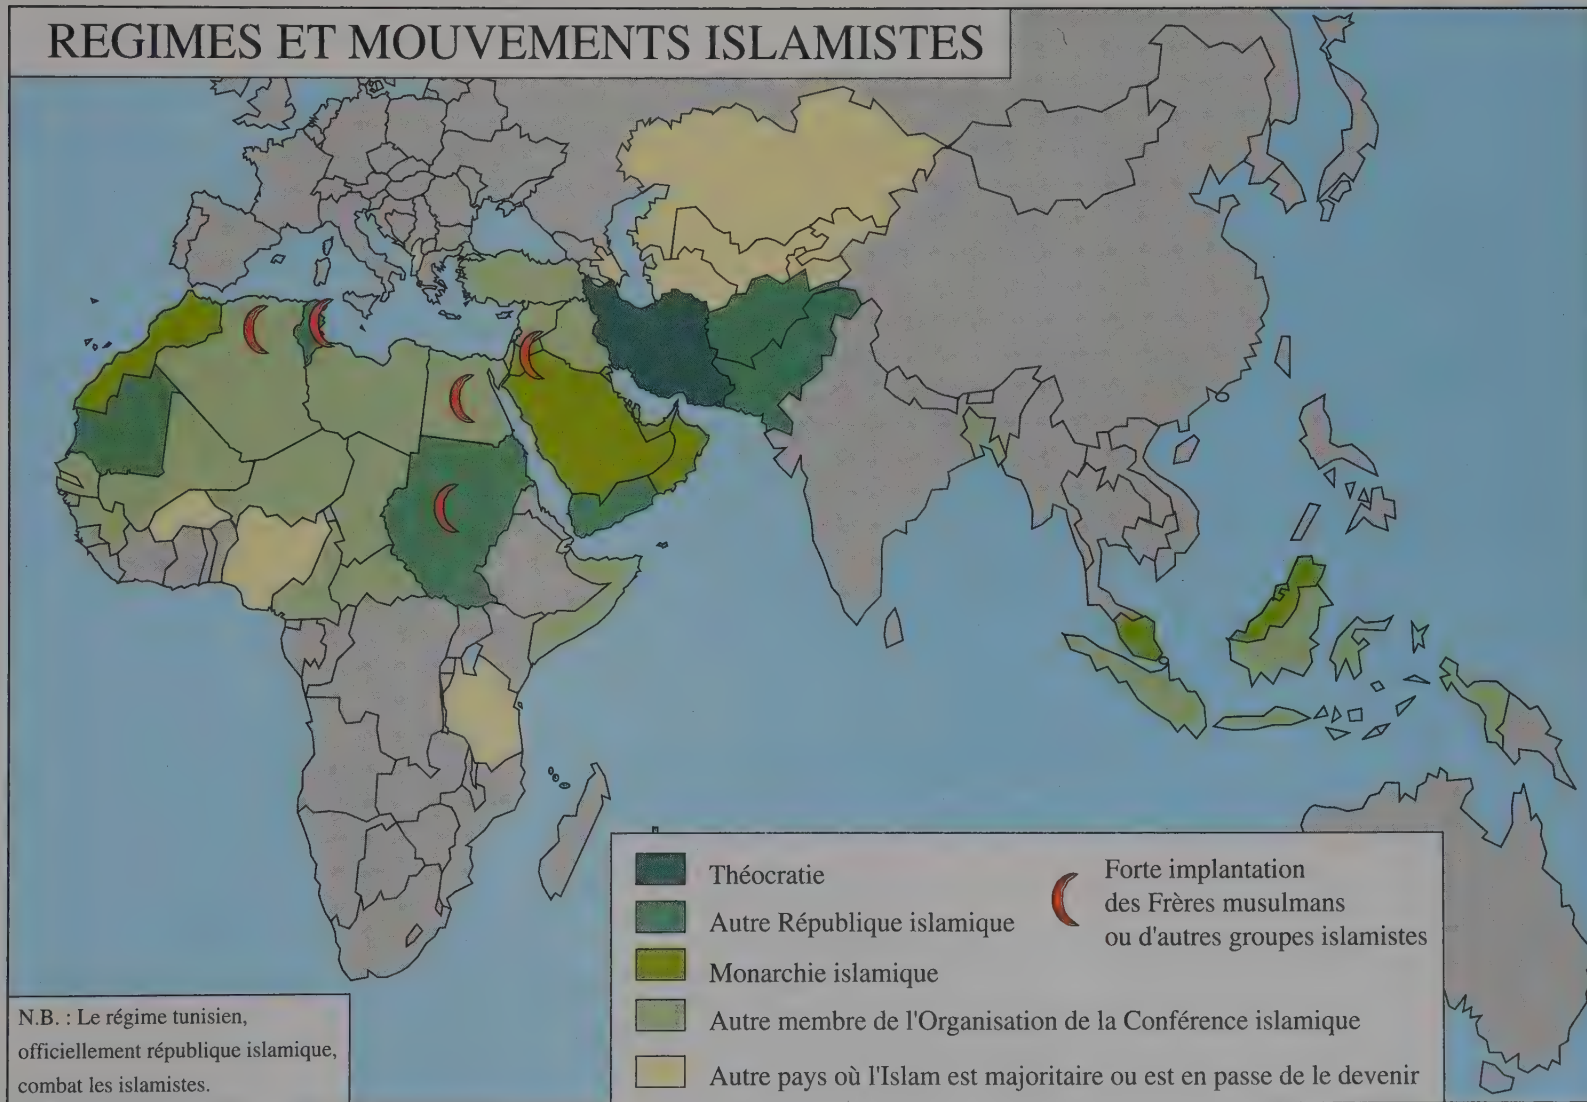 REGIMES ET MOUVEMENTS ISLAMISTES
Théocratie
Autre République islamique
Monarchie islamique
Autre membre de l'Organisation de la Conférence islamique
Autre pays où l'Islam est majoritaire ou est en passe de le devenir
Forte implantation
des Frères musulmans
ou d'autres groupes islamistes
N.B. : Le régime tunisien,
officiellement république islamique,
combat les islamistes.